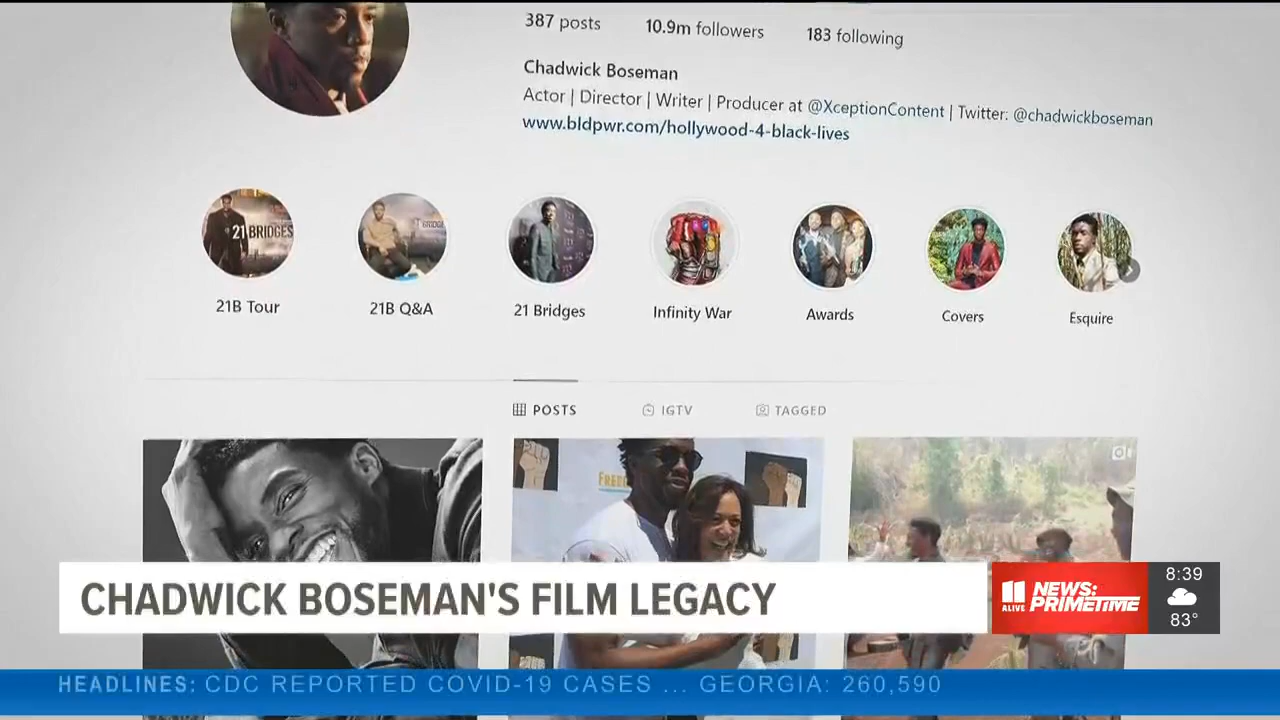 387 posts 10.9m followers 183 following
Chadwick Boseman
Actor | Director | Writer | Producer at @XceptionContent | Twitter: @chadwickboseman
www.bldpwr.com/hollywood-4-black-lives
21 BRIDGES
21B Tour 21B Q&A 21 Bridges Infinity War Awards Covers Esquire
POSTS IGTV TAGGED
CHADWICK BOSEMAN'S FILM LEGACY
11 ALIVE NEWS: PRIMETIME
8:39
83°
HEADLINES: CDC REPORTED COVID-19 CASES ... GEORGIA: 260,590